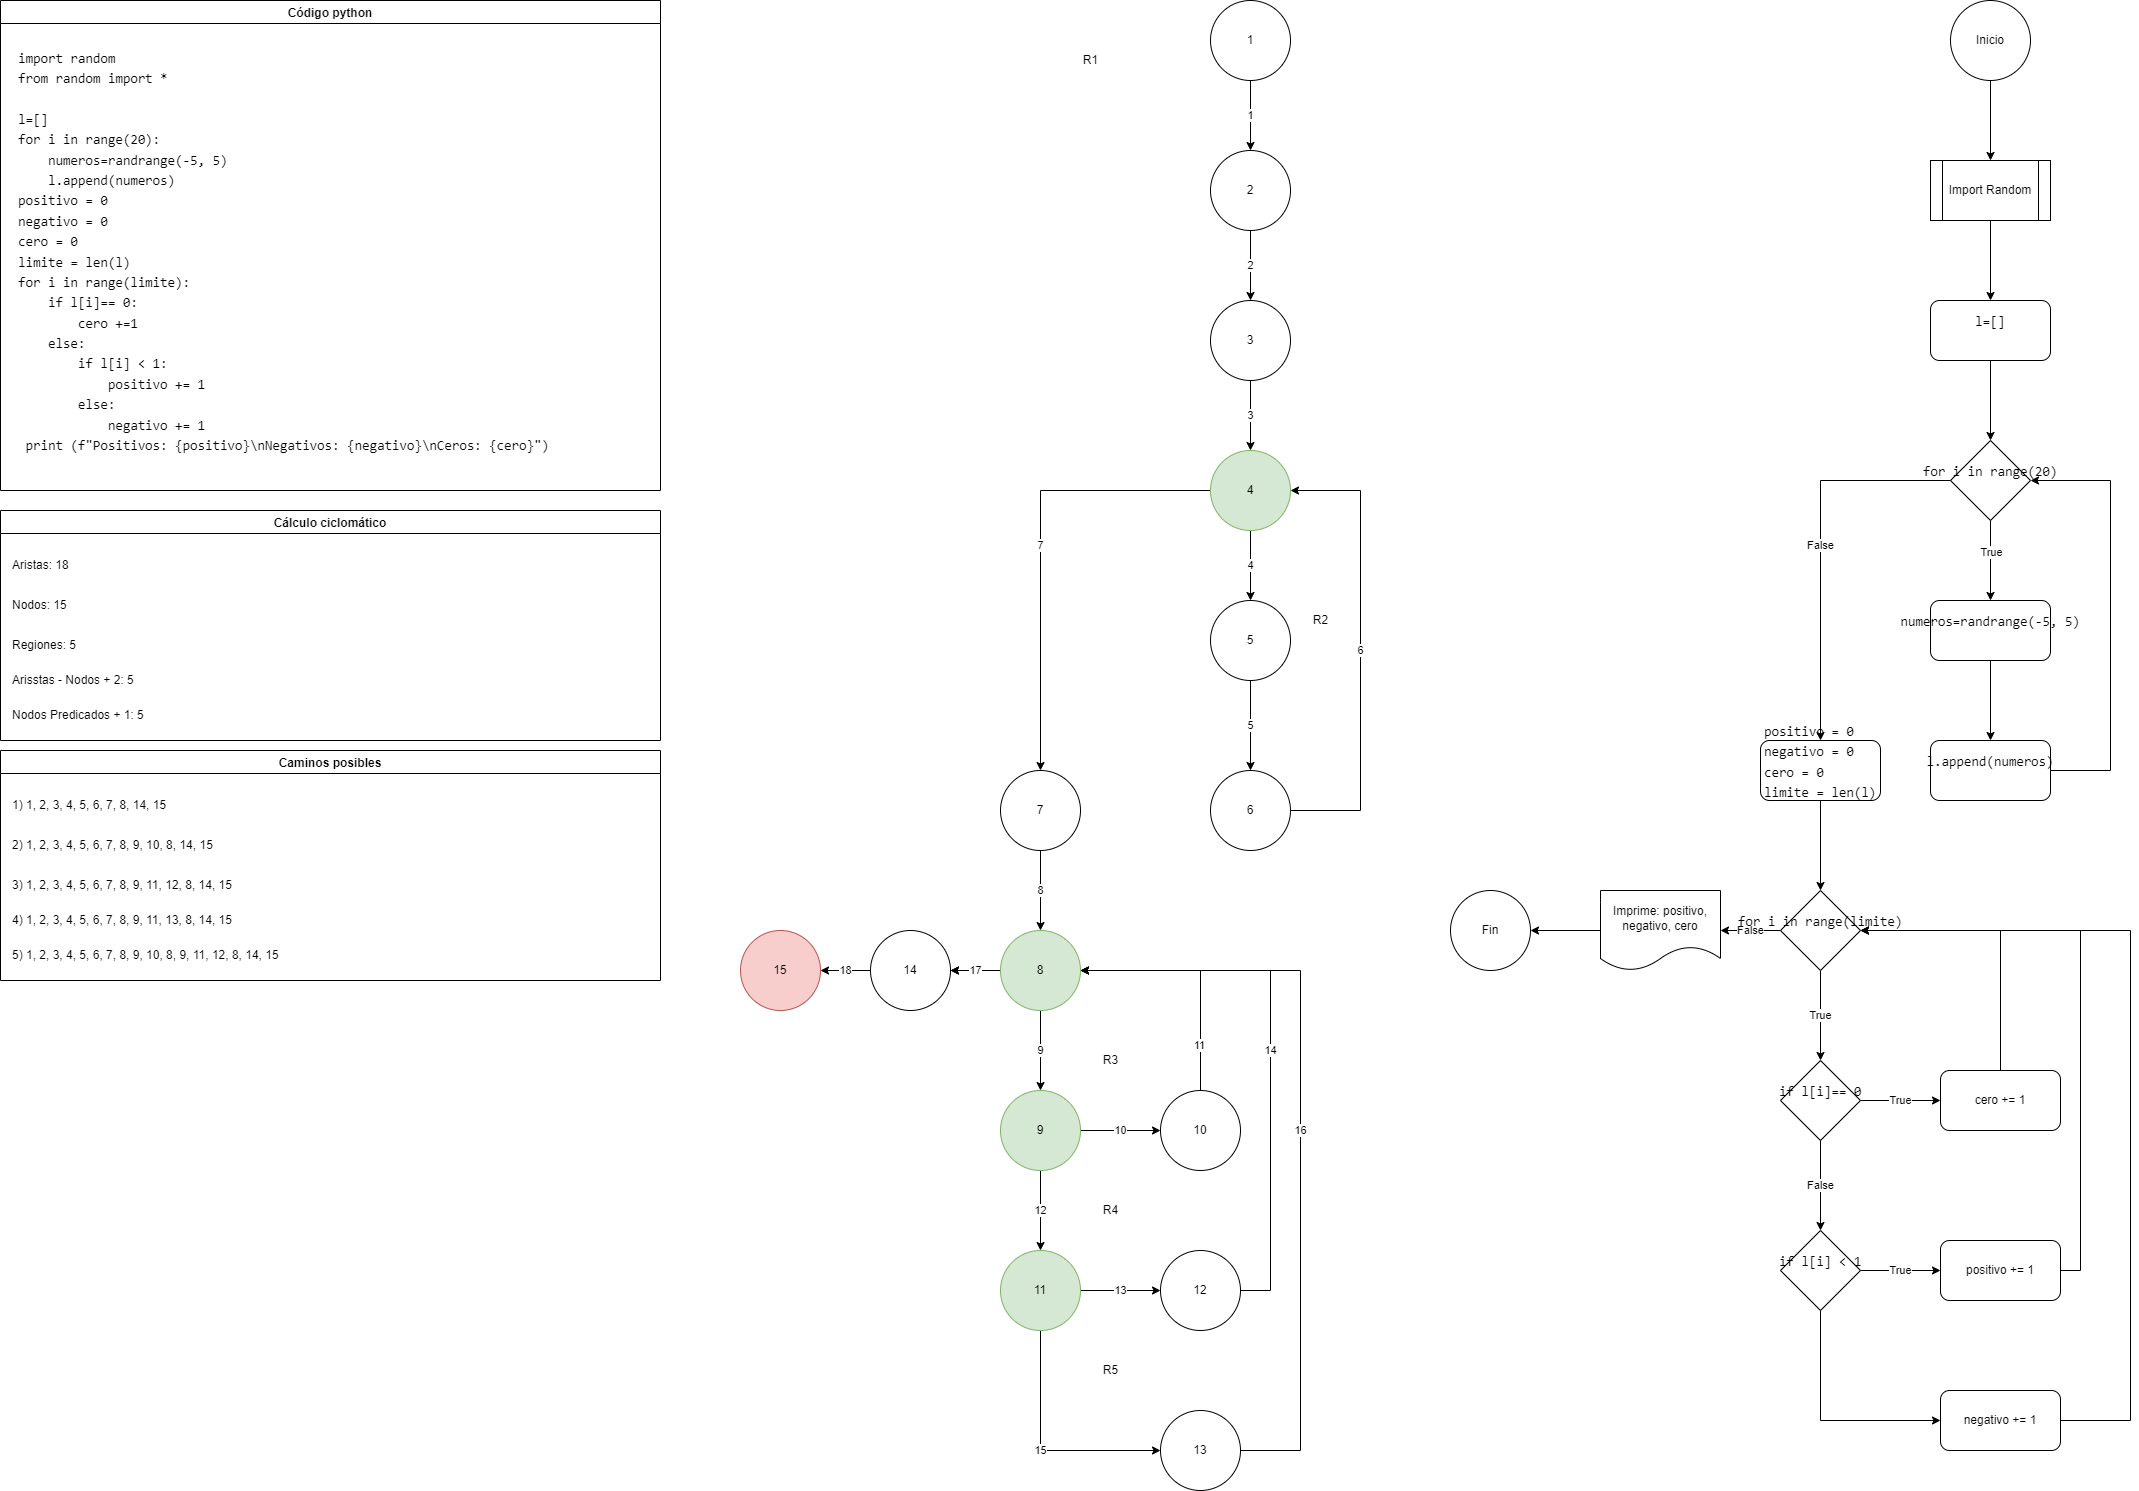 Código python
import random
from random import *
l=[]
for i in range(20):
    numeros=randrange(-5, 5)
    l.append(numeros)
positivo = 0
negativo = 0
cero = 0
limite = len(l)
for i in range(limite):
    if l[i]== 0:
        cero +=1
    else:
        if l[i] < 1:
            positivo += 1
        else:
            negativo += 1
 print (f"Positivos: {positivo}\nNegativos: {negativo}\nCeros: {cero}")
Cálculo ciclomático
Aristas: 18
Nodos: 15
Regiones: 5
Arisstas - Nodos + 2: 5
Nodos Predicados + 1: 5
Caminos posibles
1) 1, 2, 3, 4, 5, 6, 7, 8, 14, 15
2) 1, 2, 3, 4, 5, 6, 7, 8, 9, 10, 8, 14, 15
3) 1, 2, 3, 4, 5, 6, 7, 8, 9, 11, 12, 8, 14, 15
4) 1, 2, 3, 4, 5, 6, 7, 8, 9, 11, 13, 8, 14, 15
5) 1, 2, 3, 4, 5, 6, 7, 8, 9, 10, 8, 9, 11, 12, 8, 14, 15
1
R1
1
2
2
3
3
4
7
4
5
R2
6
5
7
6
8
15
18
14
17
8
9
R3
11
14
9
10
10
16
12
R4
11
13
12
R5
15
13
Inicio
Import Random
l=[]
for i in range(20)
False
True
numeros=randrange(-5, 5)
l.append(numeros)
positivo = 0
negativo = 0
cero = 0
limite = len(l)
for i in range(limite)
False
Imprime: positivo,
negativo, cero
Fin
True
if l[i]== 0
True
cero += 1
False
if l[i] < 1
True
positivo += 1
negativo += 1